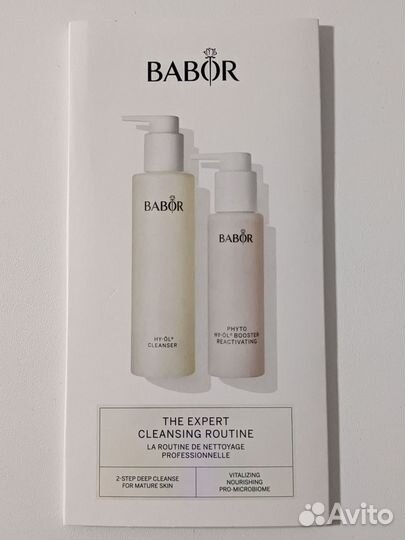 BABOR
BABOR
HY-ÖL®
CLEANSER
BABOR
PHYTO
HY-ÖL® BOOSTER
REACTIVATING
THE EXPERT
CLEANSING ROUTINE
LA ROUTINE DE NETTOYAGE
PROFESSIONNELLE
2-STEP DEEP CLEANSE
FOR MATURE SKIN
VITALIZING
NOURISHING
PRO-MICROBIOME
Avito